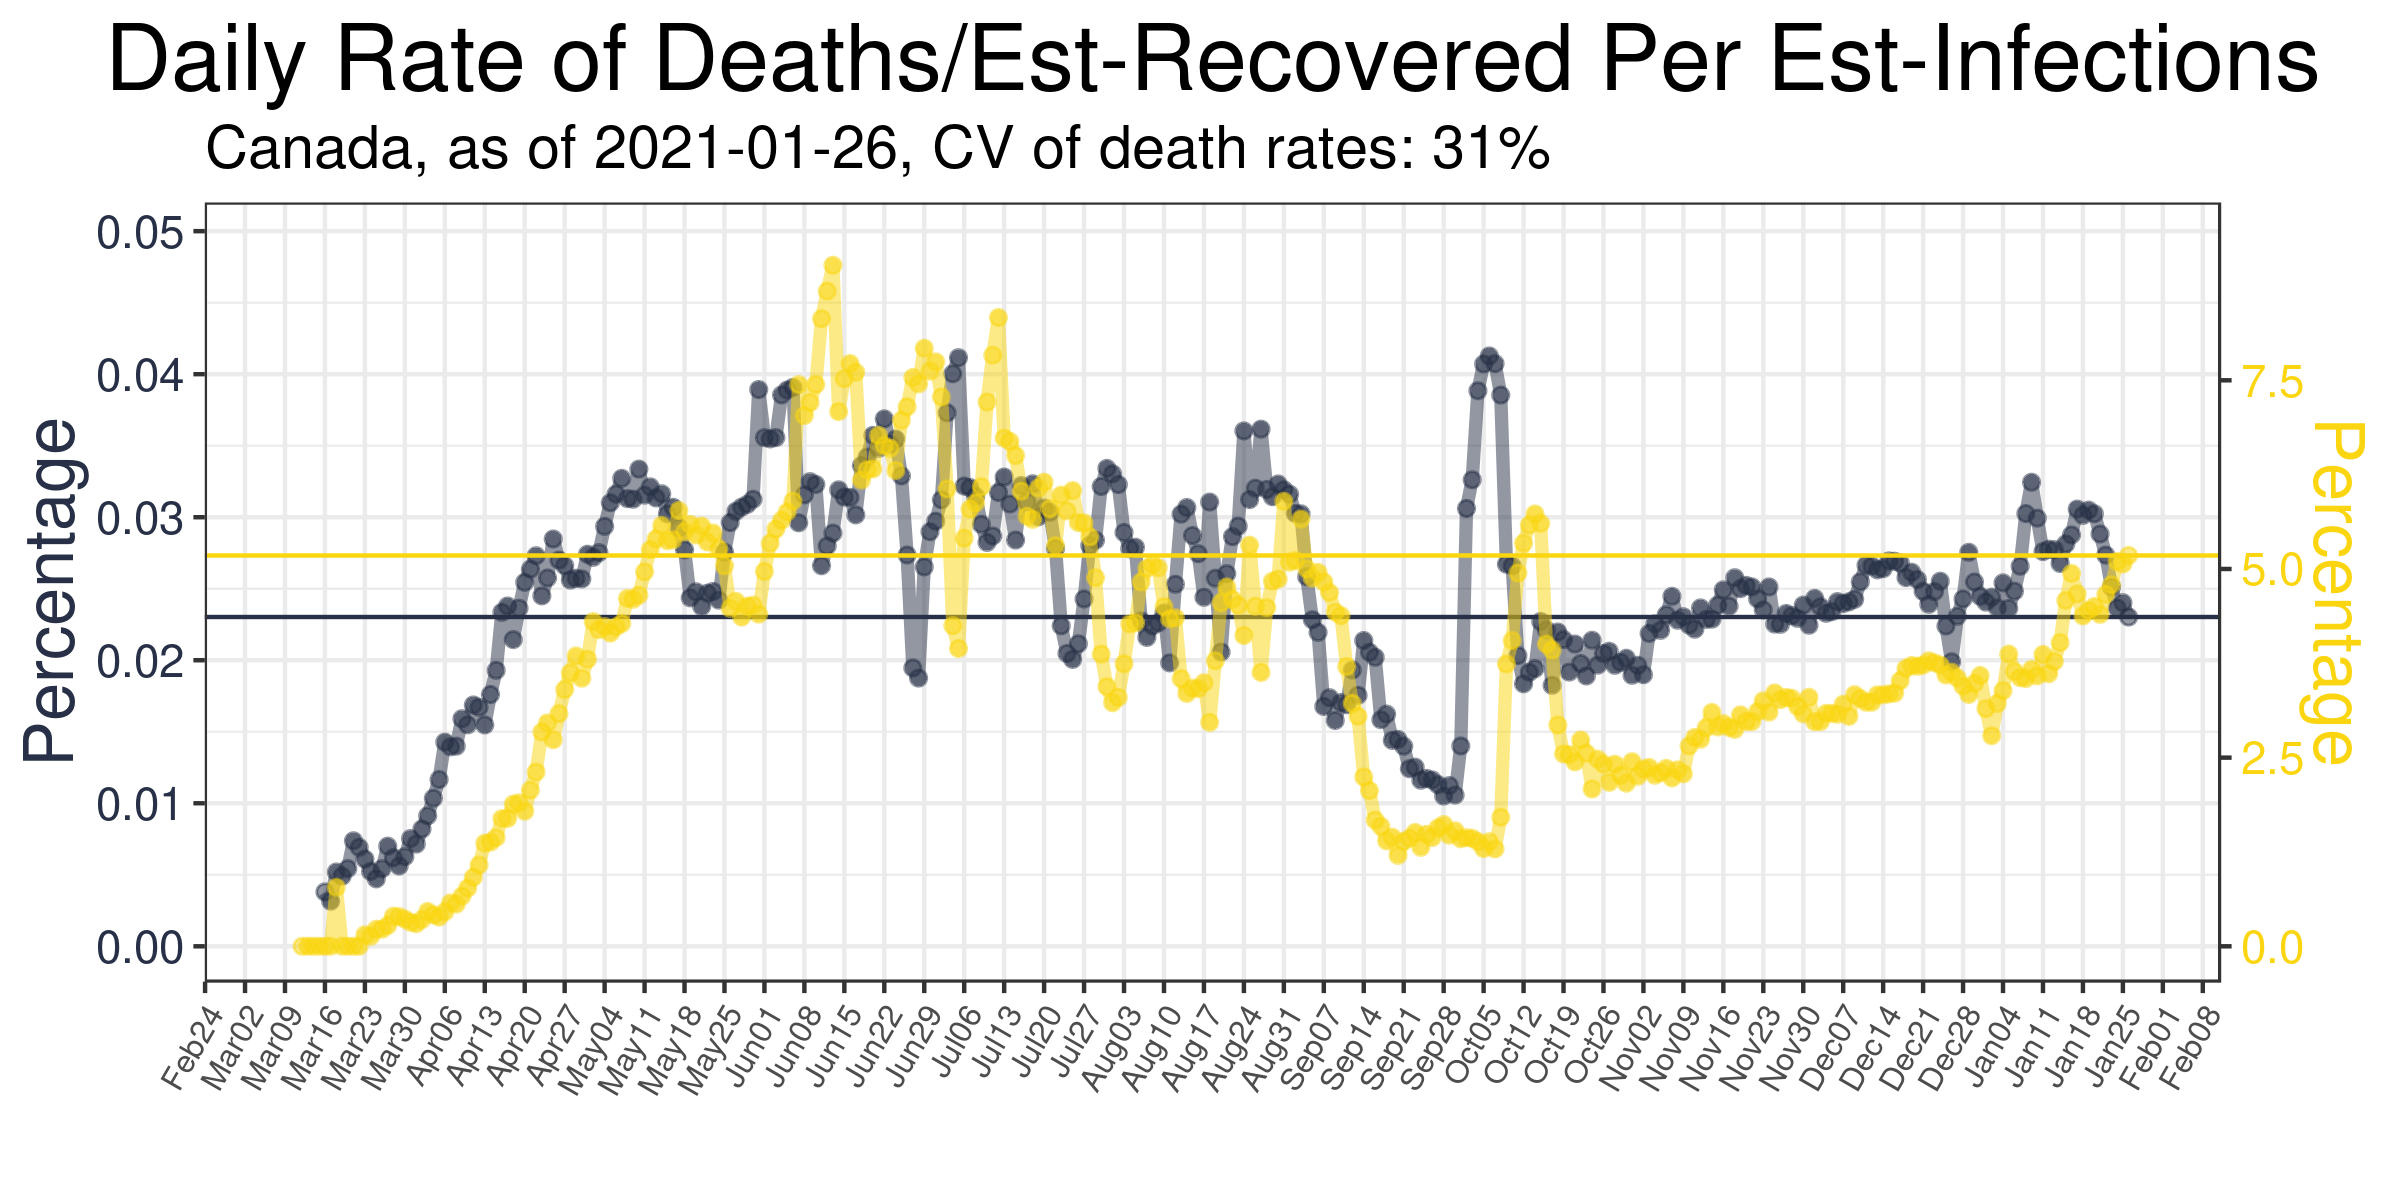 Daily Rate of Deaths/Est-Recovered Per Est-Infections
Canada, as of 2021-01-26, CV of death rates: 31%
Percentage
0.05
0.04
0.03
0.02
0.01
0.00
7.5
5.0
2.5
0.0
Percentage
Feb24 Mar02 Mar09 Mar16 Mar23 Mar30 Apr06 Apr13 Apr20 Apr27 May04 May11 May18 May25 Jun01 Jun08 Jun15 Jun22 Jun29 Jul06 Jul13 Jul20 Jul27 Aug03 Aug10 Aug17 Aug24 Aug31 Sep07 Sep14 Sep21 Sep28 Oct05 Oct12 Oct19 Oct26 Nov02 Nov09 Nov16 Nov23 Nov30 Dec07 Dec14 Dec21 Dec28 Jan04 Jan11 Jan18 Jan25 Feb01 Feb08